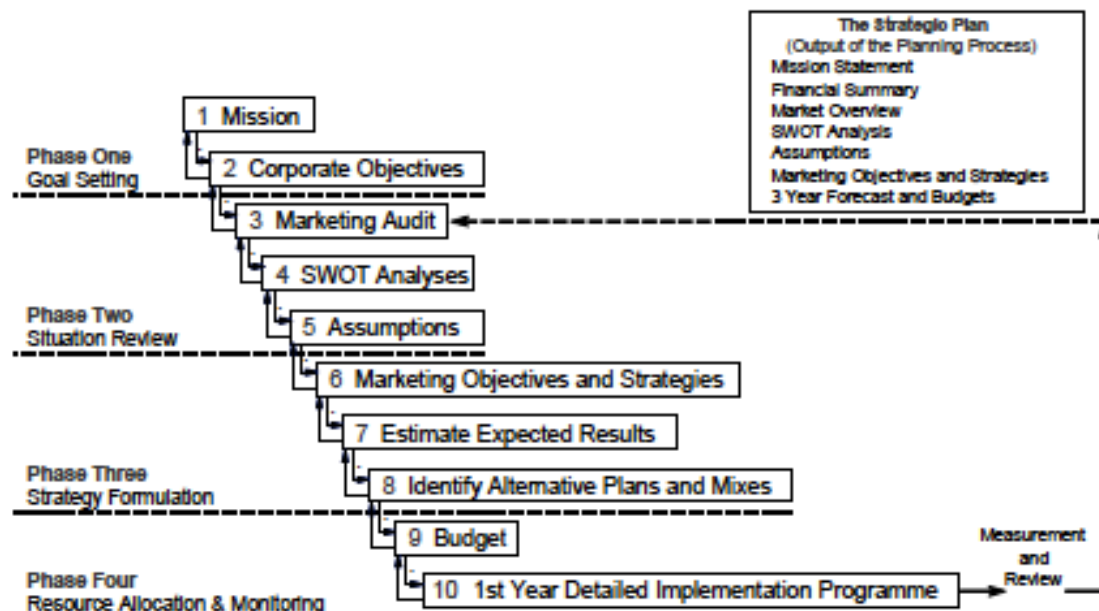 The Strategic Plan
(Output of the Planning Process)
Mission Statement
Financial Summary
Market Overview
SWOT Analysis
Assumptions
Marketing Objectives and Strategies
3 Year Forecast and Budgets
1 Mission
Phase One
Goal Setting
2 Corporate Objectives
3 Marketing Audit
4 SWOT Analyses
Phase Two
Situation Review
5 Assumptions
6 Marketing Objectives and Strategies
7 Estimate Expected Results
Phase Three
Strategy Formulation
8 Identify Alternative Plans and Mixes
9 Budget
Measurement
and
Review
Phase Four
Resource Allocation & Monitoring
10 1st Year Detailed Implementation Programme